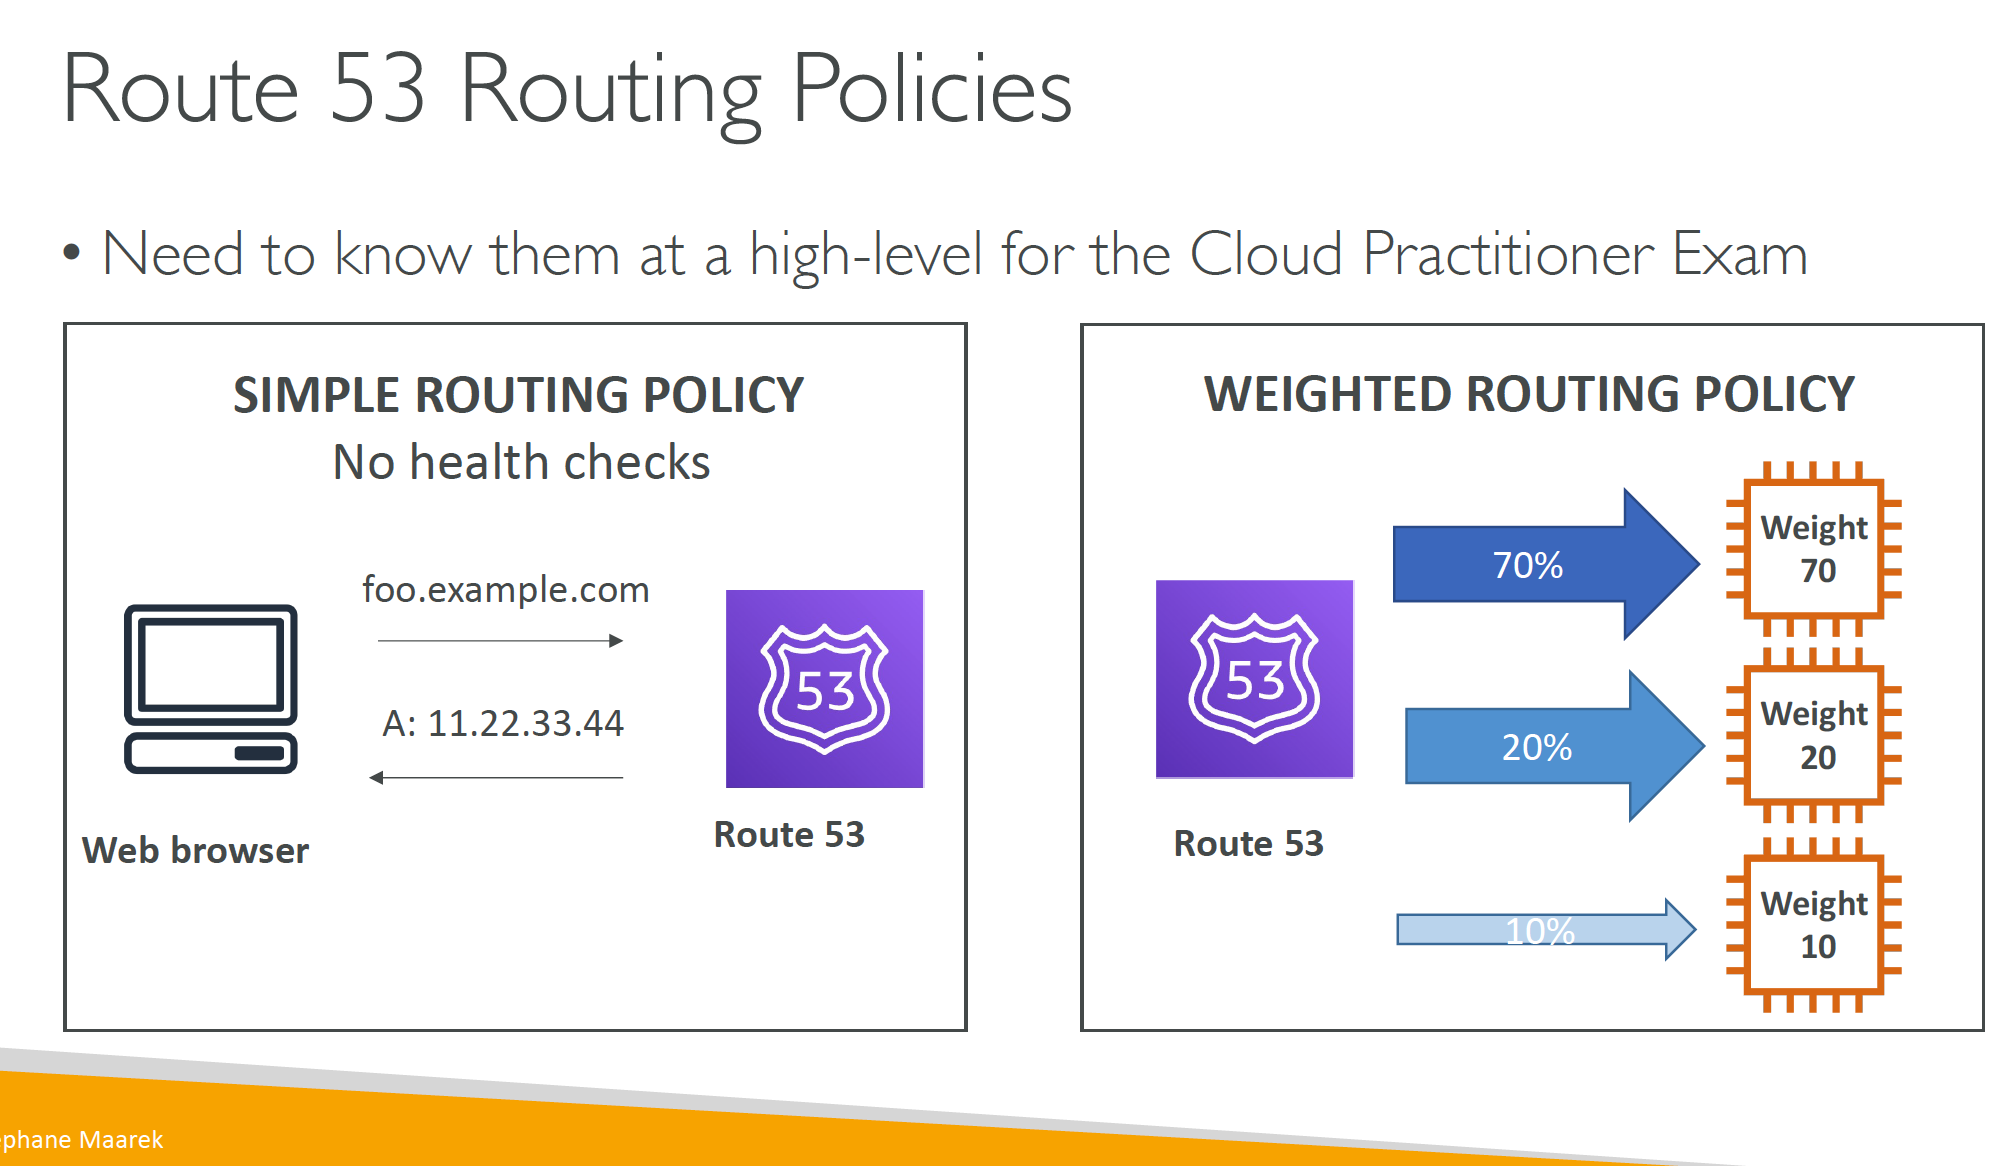 Route 53 Routing Policies
• Need to know them at a high-level for the Cloud Practitioner Exam
SIMPLE ROUTING POLICY
No health checks
foo.example.com
53
A: 11.22.33.44
Web browser
Route 53
WEIGHTED ROUTING POLICY
53
Route 53
70%
Weight
70
20%
Weight
20
10%
Weight
10
Maarek